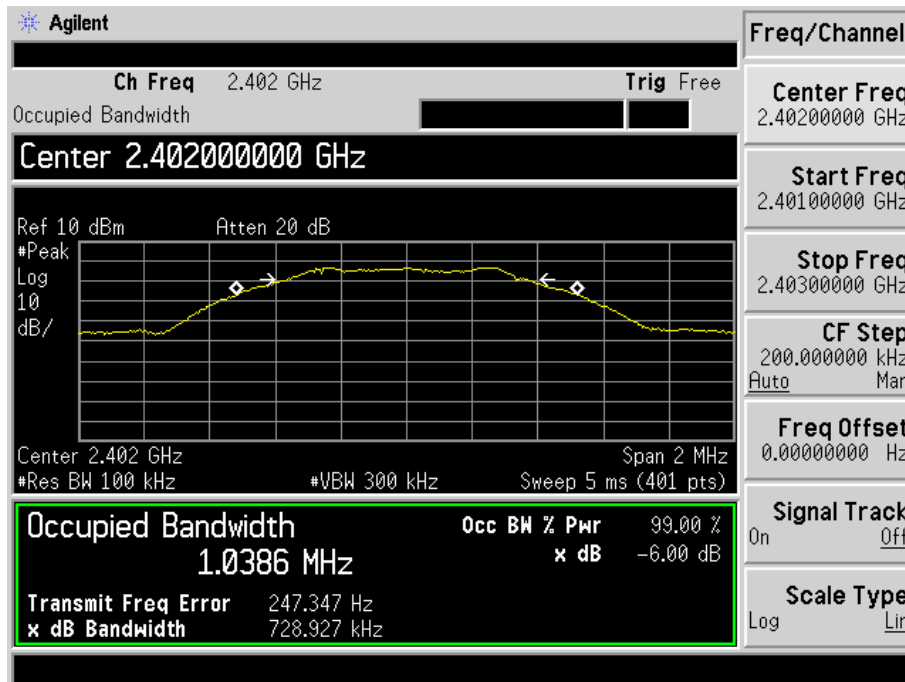 Agilent
Freq/Channel
Ch Freq 2.402 GHz Trig Free
Occupied Bandwidth
Center 2.402000000 GHz
Ref 10 dBm Atten 20 dB
#Peak
Log
10
dB/
Center 2.402 GHz Span 2 MHz
#Res BW 100 kHz #VBW 300 kHz Sweep 5 ms (401 pts)
Occupied Bandwidth
1.0386 MHz
Occ BW % Pwr 99.00 %
x dB -6.00 dB
Transmit Freq Error 247.347 Hz
x dB Bandwidth 728.927 kHz
Center Freq
2.40200000 GHz
Start Freq
2.40100000 GHz
Stop Freq
2.40300000 GHz
CF Step
200.000000 kHz
Auto Man
Freq Offset
0.00000000 Hz
Signal Track
On Off
Scale Type
Log Lin